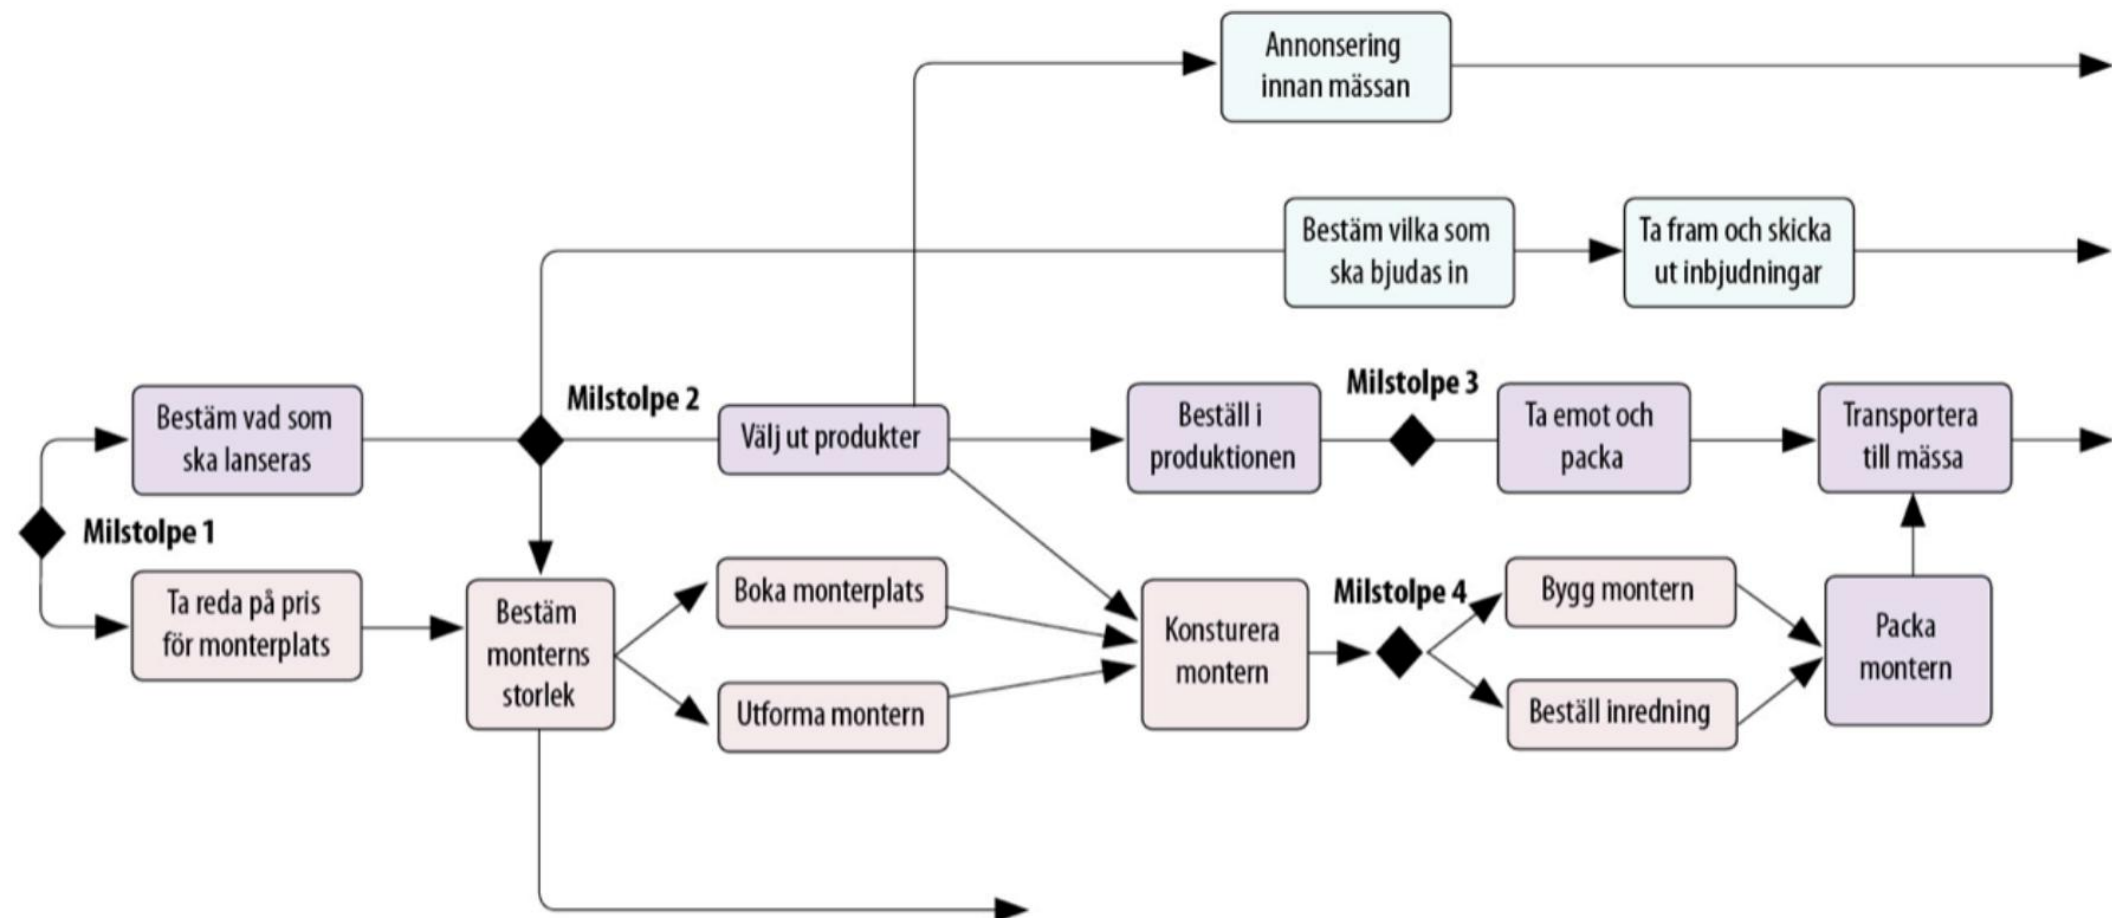 Annonsering
innan mässan
Bestäm vilka som
ska bjudas in
Ta fram och skicka
ut inbjudningar
Bestäm vad som
ska lanseras
Milstolpe 2
Välj ut produkter
Beställ i
produktionen
Milstolpe 3
Ta emot och
packa
Transportera
till mässa
Milstolpe 1
Ta reda på pris
för monterplats
Bestäm
monterns
storlek
Boka monterplats
Utforma montern
Konsturera
montern
Milstolpe 4
Bygg montern
Beställ inredning
Packa
montern